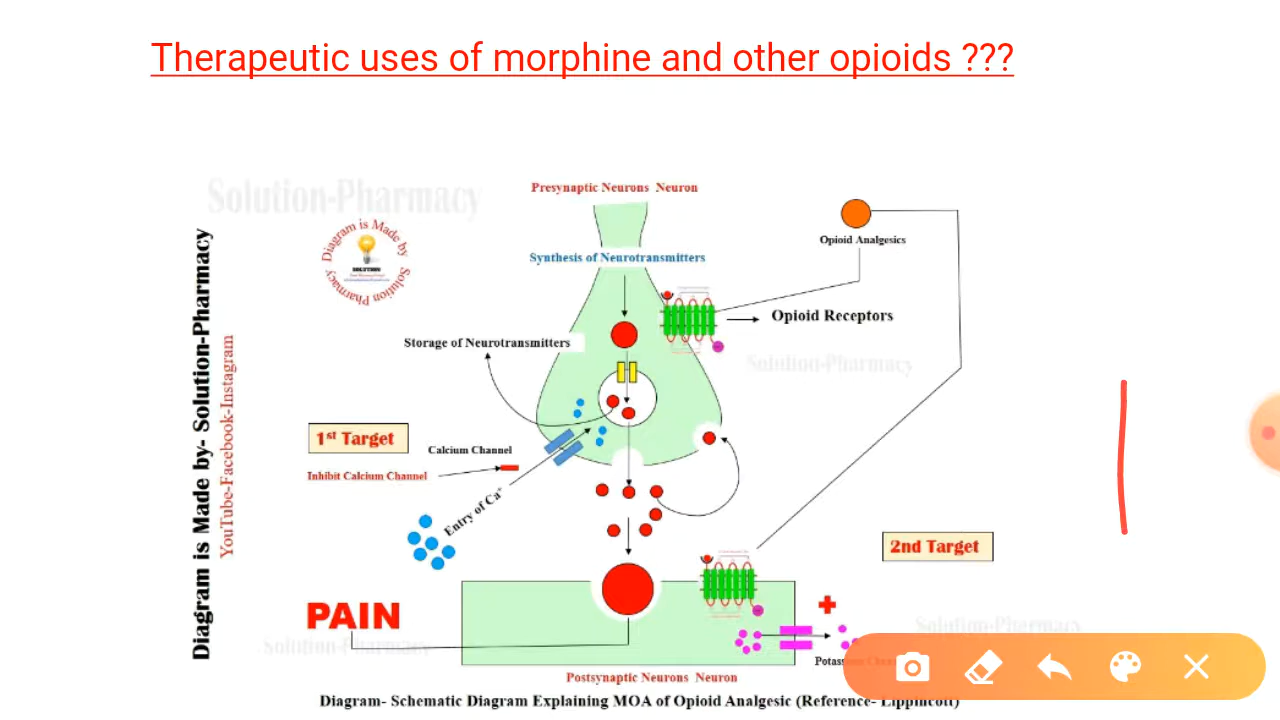 Therapeutic uses of morphine and other opioids ???
Solution-Pharmacy
Presynaptic Neurons Neuron
Diagram is Made by Solution Pharmacy
SOLUTION
Opioid Analgesics
Synthesis of Neurotransmitters
Opioid Receptors
Storage of Neurotransmitters
Solution-Pharmacy
1st Target
Calcium Channel
Inhibit Calcium Channel
Entry of Ca+
Diagram is Made by- Solution-Pharmacy
YouTube-Facebook-Instagram
2nd Target
PAIN
Solution-Pharmacy
Solution-Pharmacy
Postsynaptic Neurons Neuron
Diagram- Schematic Diagram Explaining MOA of Opioid Analgesic (Reference- Lippincott)